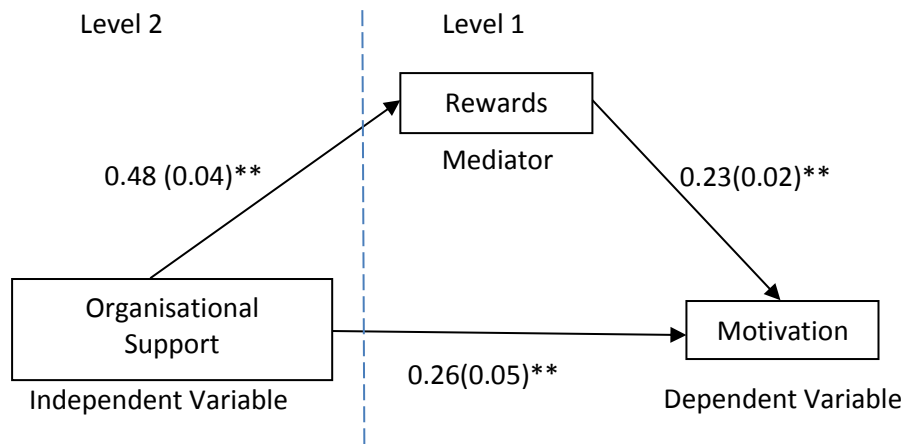 Level 2
Level 1
Rewards
Mediator
0.48 (0.04)**
0.23(0.02)**
Organisational
Support
Motivation
0.26(0.05)**
Independent Variable
Dependent Variable